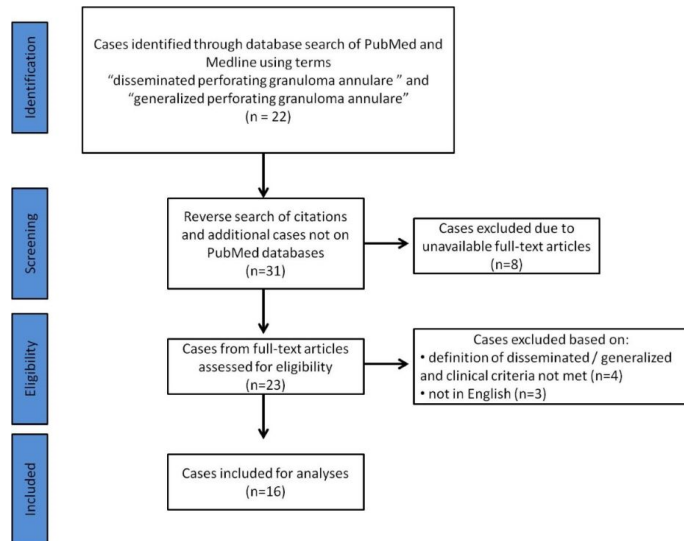 Identification
Cases identified through database search of PubMed and
Medline using terms
“disseminated perforating granuloma annulare ” and
“generalized perforating granuloma annulare”
(n = 22)
Screening
Reverse search of citations
and additional cases not on
PubMed databases
(n=31)
Cases excluded due to
unavailable full-text articles
(n=8)
Eligibility
Cases from full-text articles
assessed for eligibility
(n=23)
Cases excluded based on:
• definition of disseminated / generalized
and clinical criteria not met (n=4)
• not in English (n=3)
Included
Cases included for analyses
(n=16)